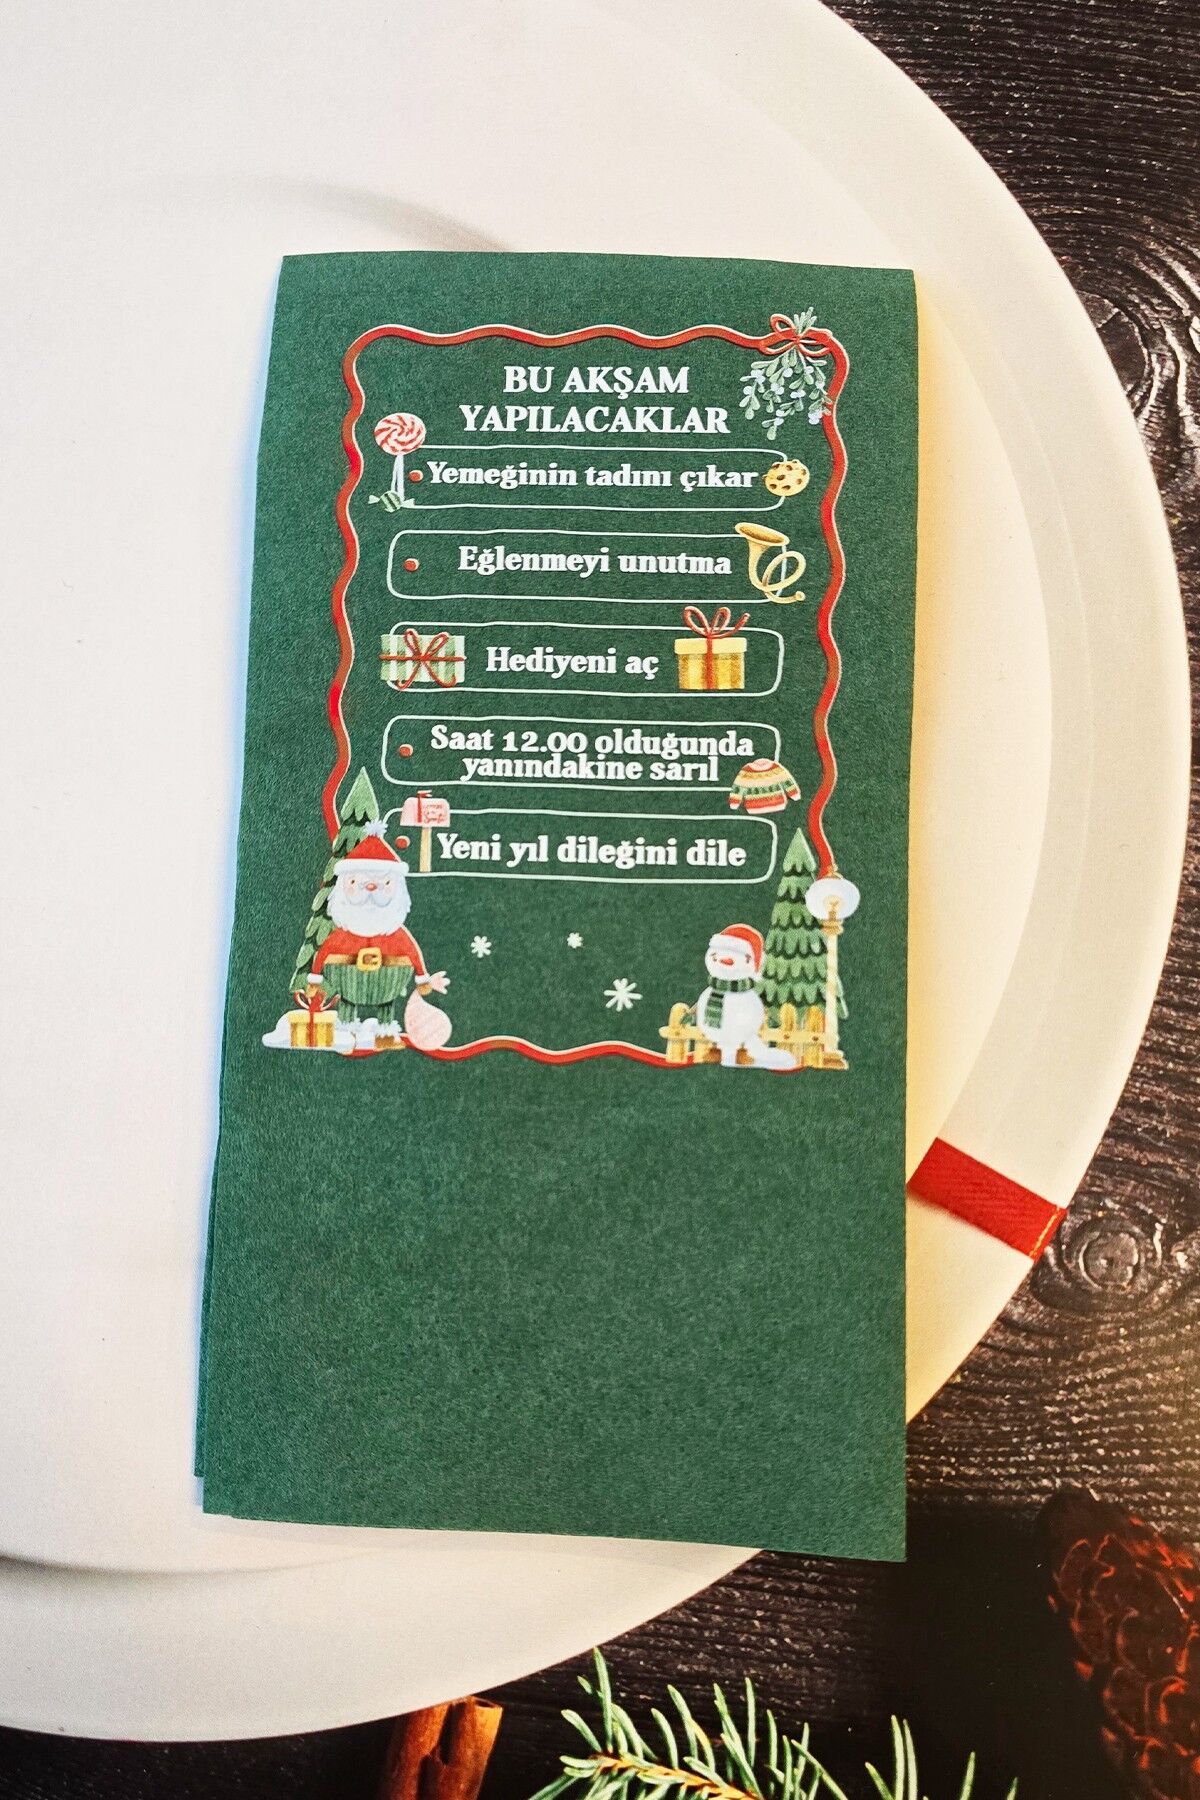 BU AKŞAM
YAPILACAKLAR
Yemeğinin tadını çıkar
Eğlenmeyi unutma
Hediyeni aç
Saat 12.00 olduğunda
yanındakine sarıl
Yeni yıl dileğini dile